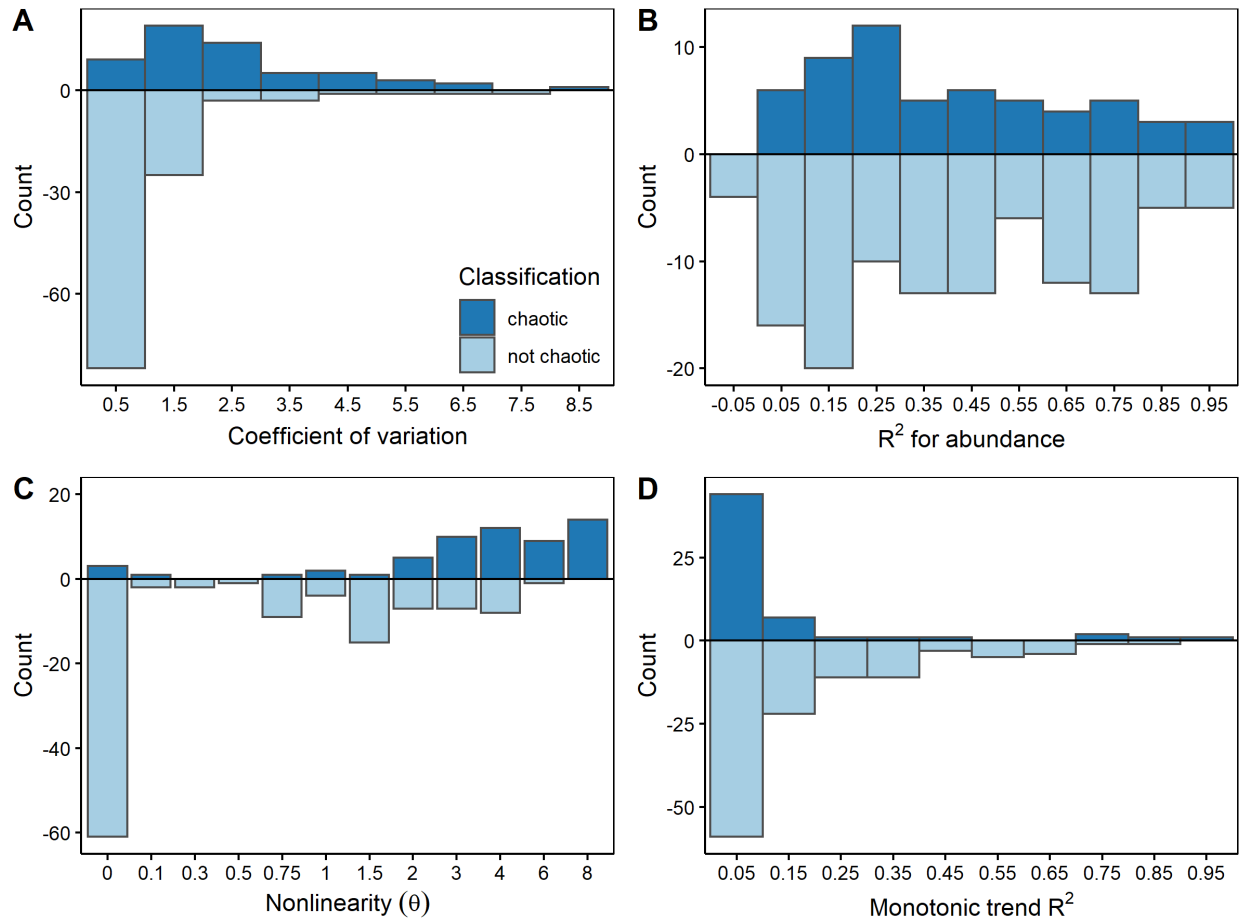 A
Count
0
-30
-60
0.5 1.5 2.5 3.5 4.5 5.5 6.5 7.5 8.5
Coefficient of variation
Classification
chaotic
not chaotic
B
Count
10
0
-10
-20
-0.05 0.05 0.15 0.25 0.35 0.45 0.55 0.65 0.75 0.85 0.95
R² for abundance
C
Count
20
0
-20
-40
-60
0 0.1 0.3 0.5 0.75 1 1.5 2 3 4 6 8
Nonlinearity (θ)
D
Count
25
0
-25
-50
0.05 0.15 0.25 0.35 0.45 0.55 0.65 0.75 0.85 0.95
Monotonic trend R²